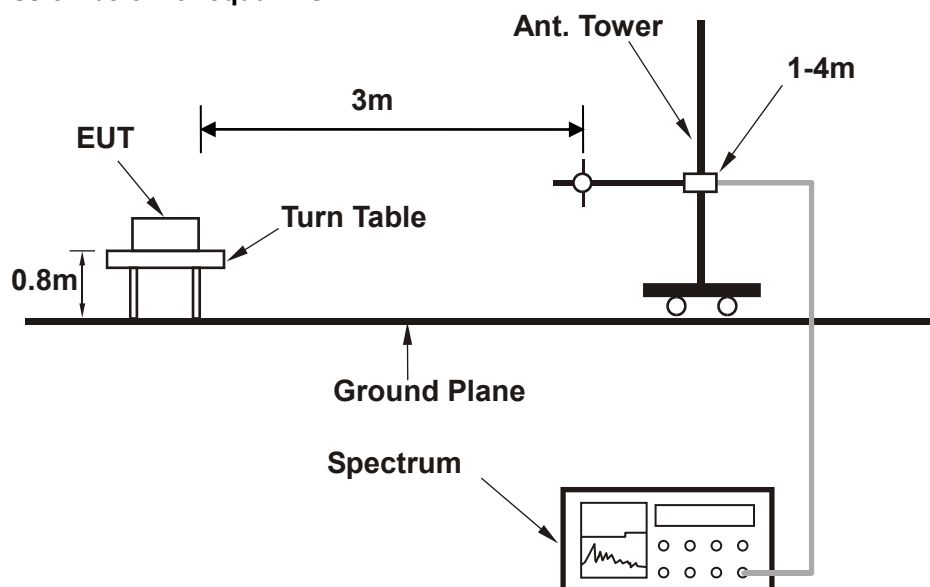 Ant. Tower
1-4m
3m
EUT
Turn Table
0.8m
Ground Plane
Spectrum